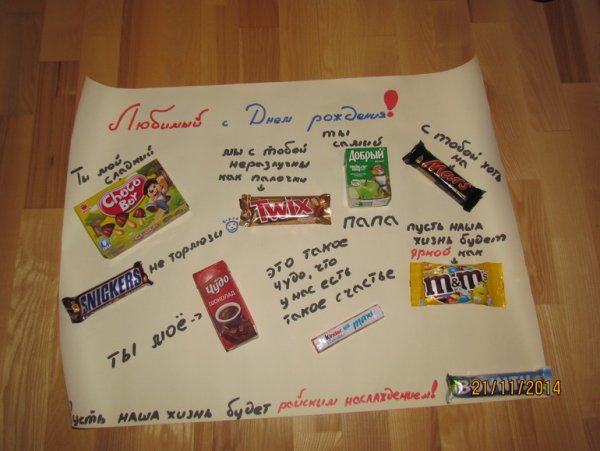 Любимый с Днем рождения!
Ты мой
сладкий
Choco
Boy
мы с тобой
неразлучны
как палочки
TWIX
ты
самый
Добрый
папа
с тобой хоть
на
Mars
SNICKERS
не тормози
ты моё
Чудо
ШОКОЛАД
это такое
чудо, что
у нас есть
такое счастье
Kinder
maxi
пусть наша
жизнь будет
яркой как
m&m's
Пусть наша жизнь будет райским наслаждением!
21/11/2014